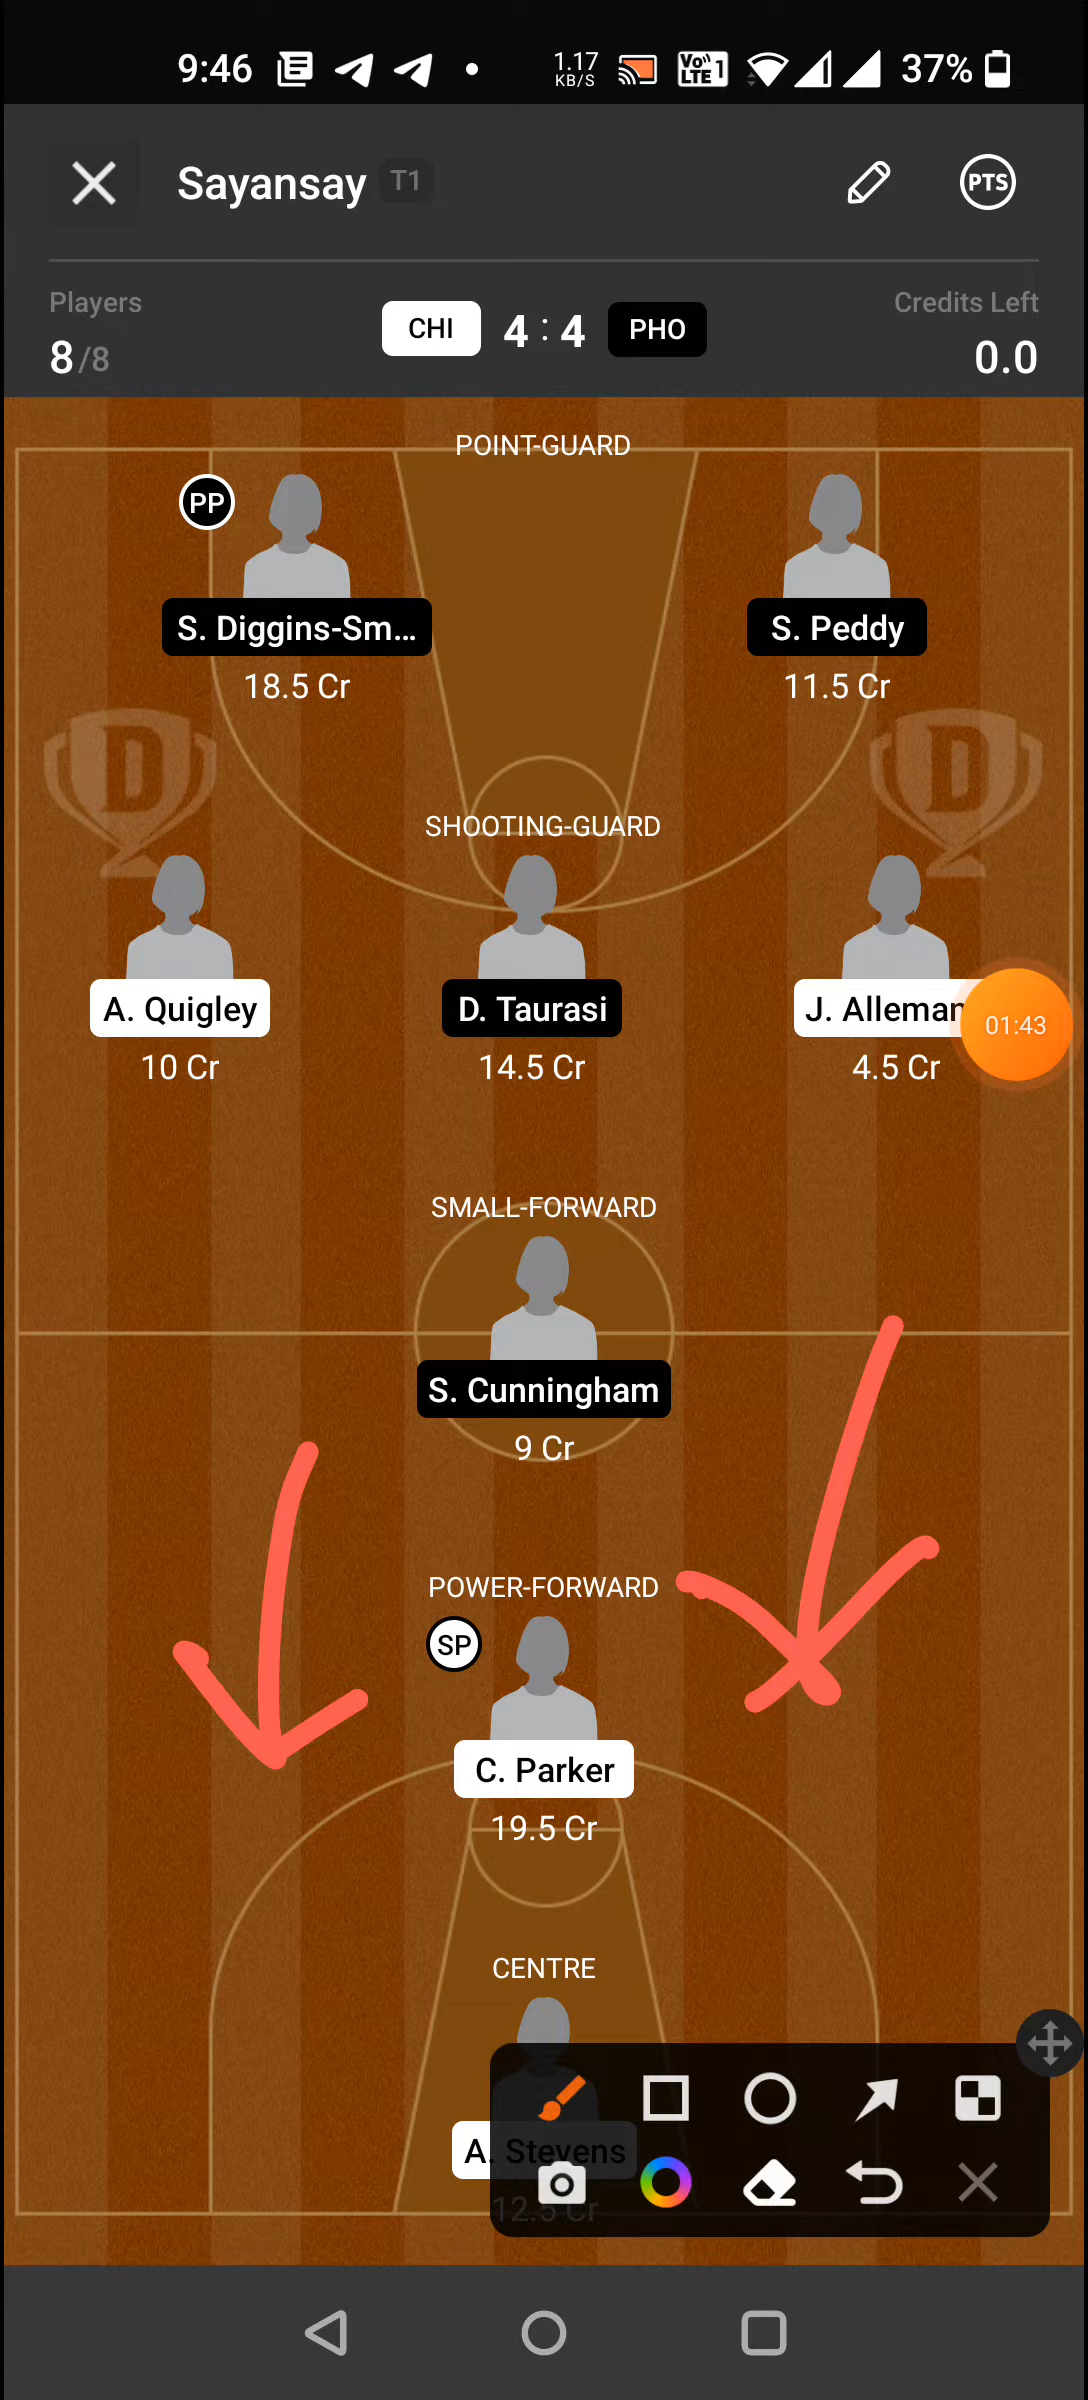 9:46 1.17 KB/S Vo)) LTE 1 37%
Sayansay T1 PTS
Players Credits Left
8/8 CHI 4 : 4 PHO 0.0
POINT-GUARD
PP
S. Diggins-Sm... S. Peddy
18.5 Cr 11.5 Cr
D D
SHOOTING-GUARD
A. Quigley D. Taurasi J. Alleman
10 Cr 14.5 Cr 4.5 Cr
01:43
SMALL-FORWARD
S. Cunningham
9 Cr
POWER-FORWARD
SP
C. Parker
19.5 Cr
CENTRE
A. Stevens
12.5 Cr